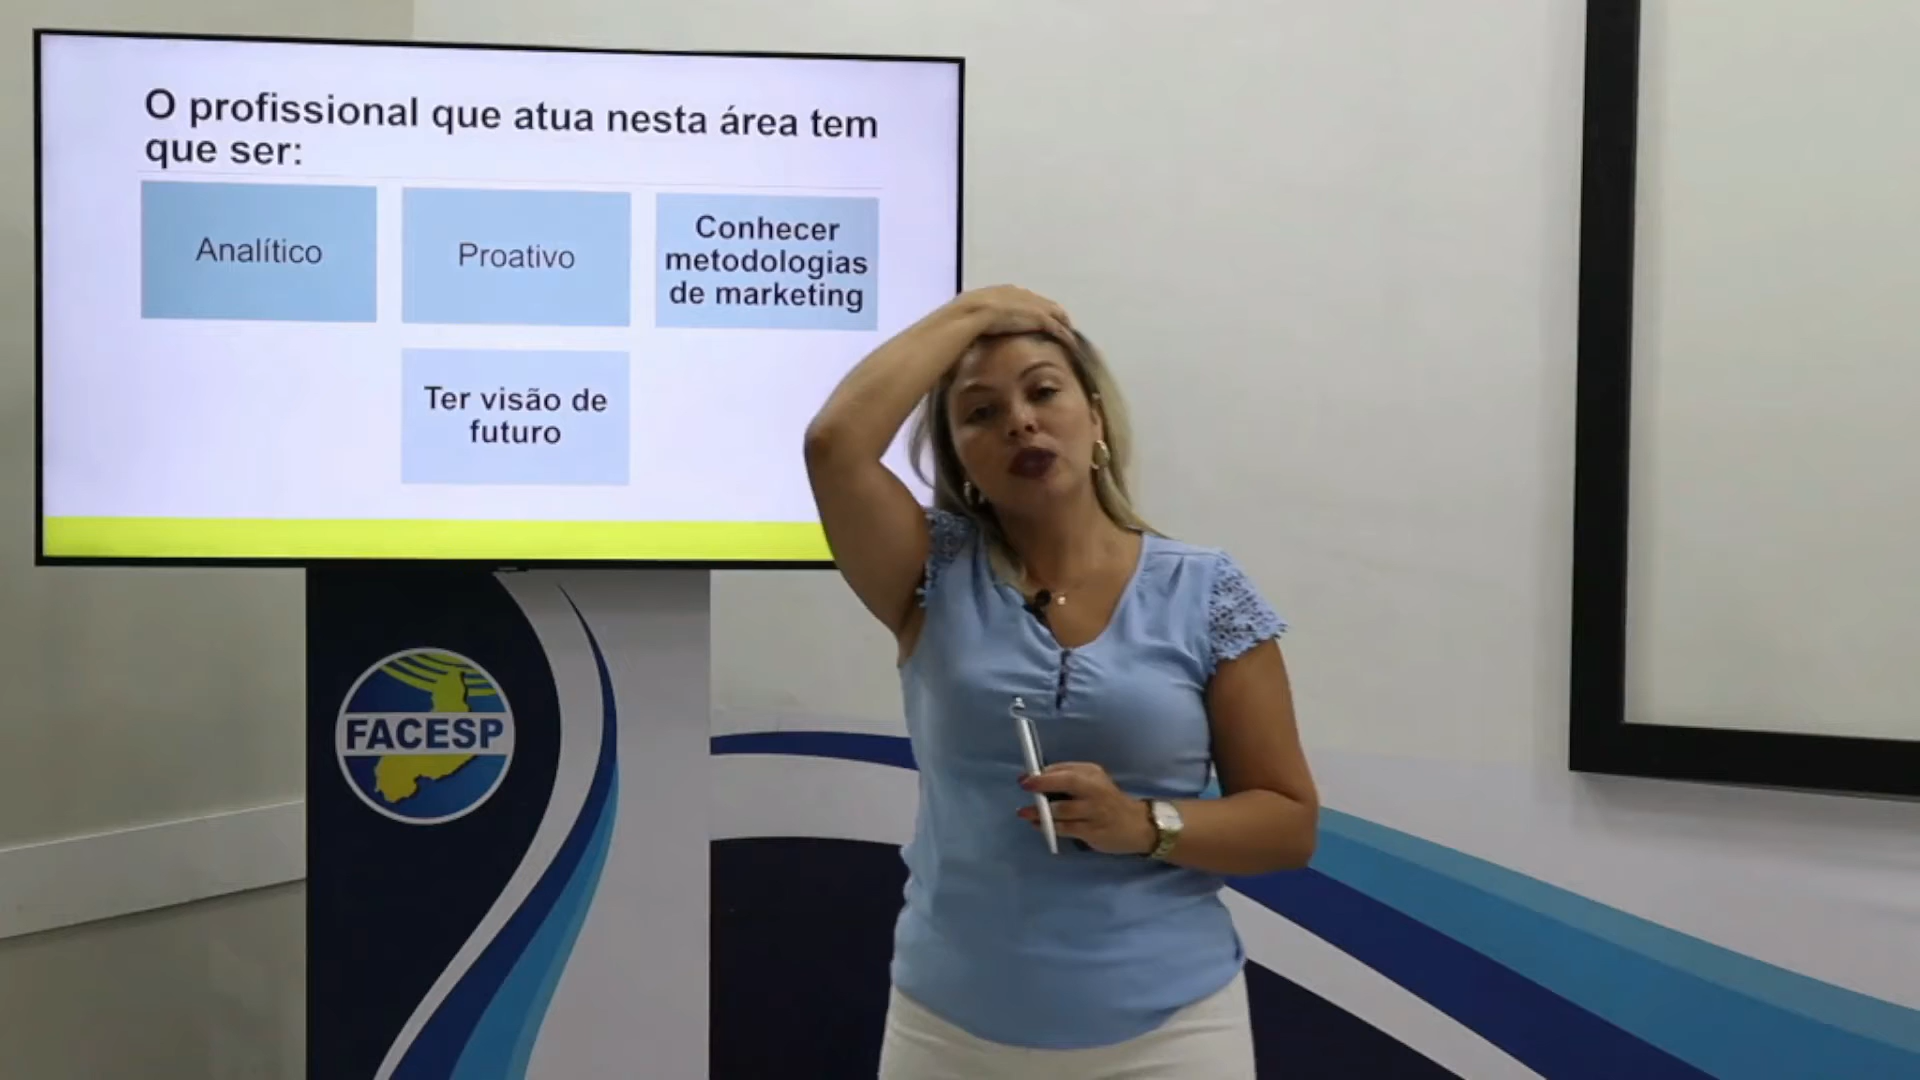 O profissional que atua nesta área tem
que ser:
Analítico
Proativo
Conhecer
metodologias
de marketing
Ter visão de
futuro
FACESP